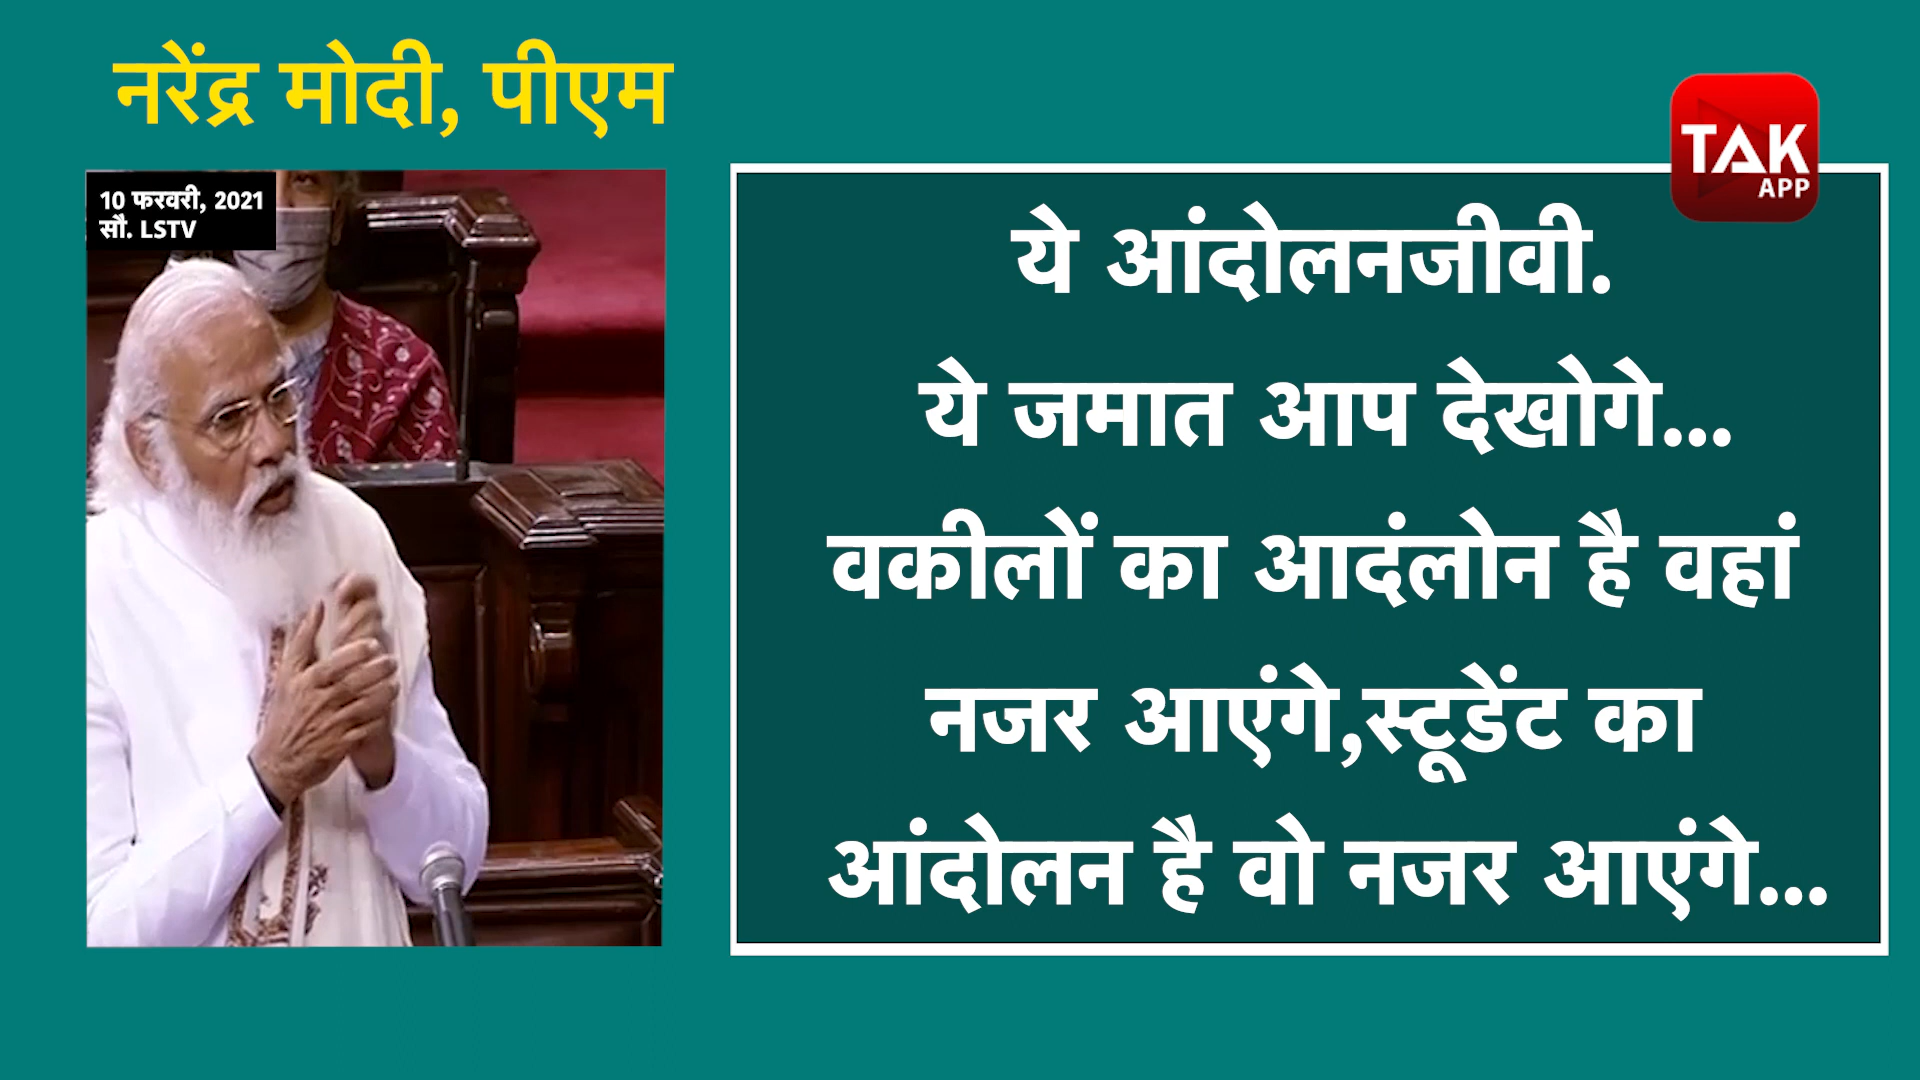 नरेंद्र मोदी, पीएम
10 फरवरी, 2021
सौ. LSTV
TAK
APP
ये आंदोलनजीवी.
ये जमात आप देखोगे...
वकीलों का आदंलोन है वहां
नजर आएंगे,स्टूडेंट का
आंदोलन है वो नजर आएंगे...